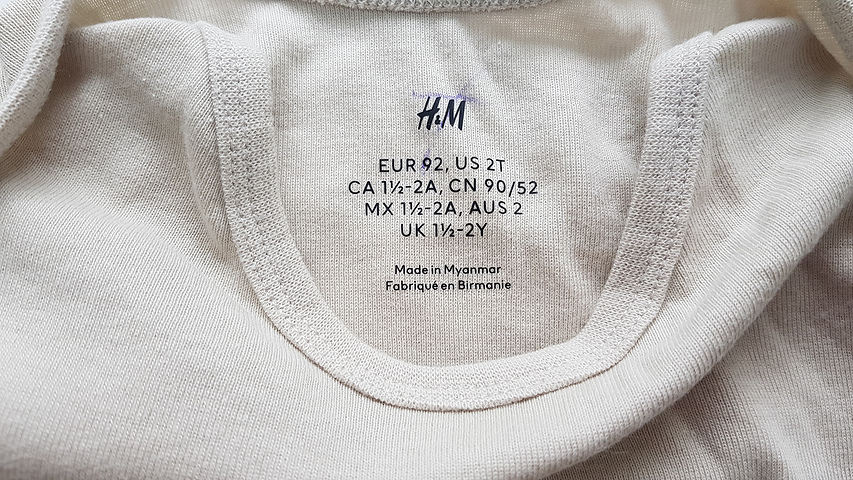 H&M
EUR 92, US 2T
CA 1½-2A, CN 90/52
MX 1½-2A, AUS 2
UK 1½-2Y
Made in Myanmar
Fabriqué en Birmanie